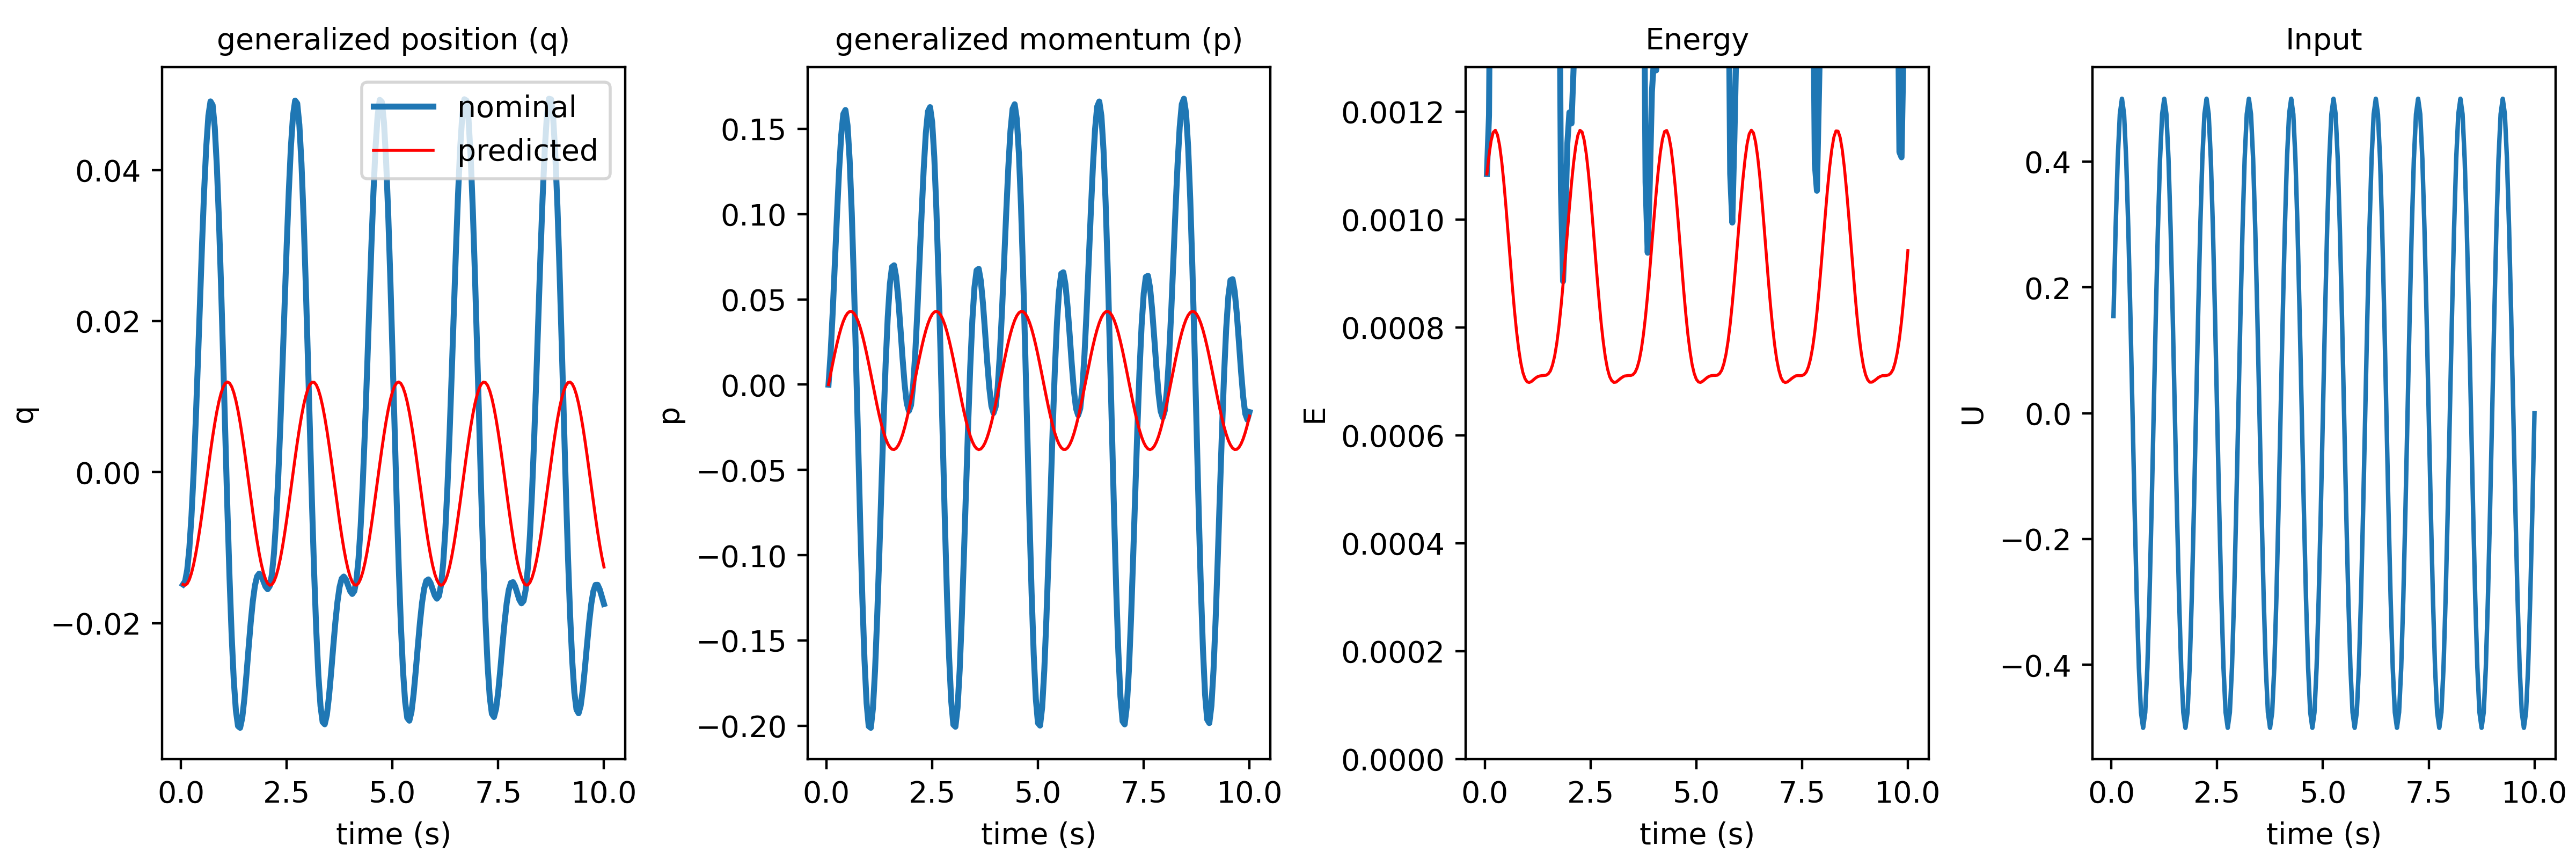 generalized position (q)
nominal
predicted
0.04
0.02
0.00
−0.02
q
0.0 2.5 5.0 7.5 10.0
time (s)
generalized momentum (p)
0.15
0.10
0.05
0.00
−0.05
−0.10
−0.15
−0.20
p
0.0 2.5 5.0 7.5 10.0
time (s)
Energy
0.0012
0.0010
0.0008
0.0006
0.0004
0.0002
0.0000
E
0.0 2.5 5.0 7.5 10.0
time (s)
Input
0.4
0.2
0.0
−0.2
−0.4
U
0.0 2.5 5.0 7.5 10.0
time (s)